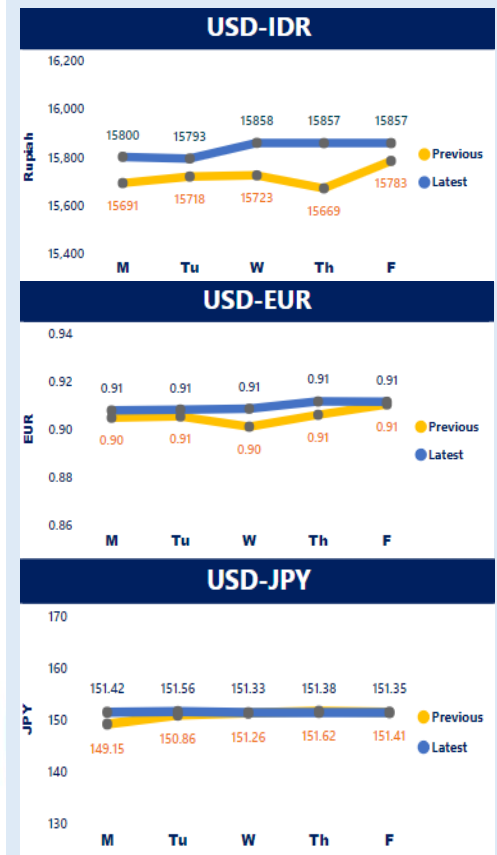 USD-IDR
16,200
16,000
15,800
15,600
15,400
Rupiah
15800 15793 15858 15857 15857
15691 15718 15723 15669 15783
Previous
Latest
M Tu W Th F
USD-EUR
0.94
0.92
0.90
0.88
0.86
EUR
0.91 0.91 0.91 0.91 0.91
0.90 0.91 0.90 0.91 0.91
Previous
Latest
M Tu W Th F
USD-JPY
170
160
150
140
130
JPY
151.42 151.56 151.33 151.38 151.35
149.15 150.86 151.26 151.62 151.41
Previous
Latest
M Tu W Th F